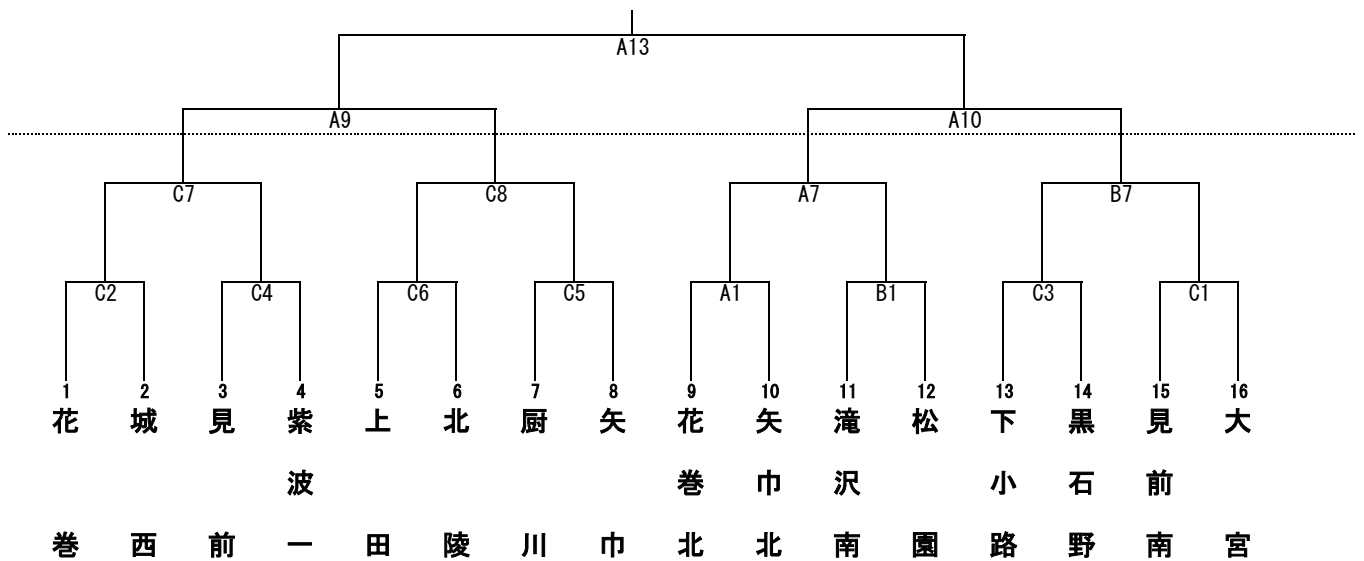 A13
A9 A10
C7 C8 A7 B7
C2 C4 C6 C5 A1 B1 C3 C1
1 2 3 4 5 6 7 8 9 10 11 12 13 14 15 16
花巻
城西
見前
紫波一
上田
北陵
厨川
矢巾
花巻北
矢巾北
滝沢南
松園
下小路
黒石野
見前南
大宮